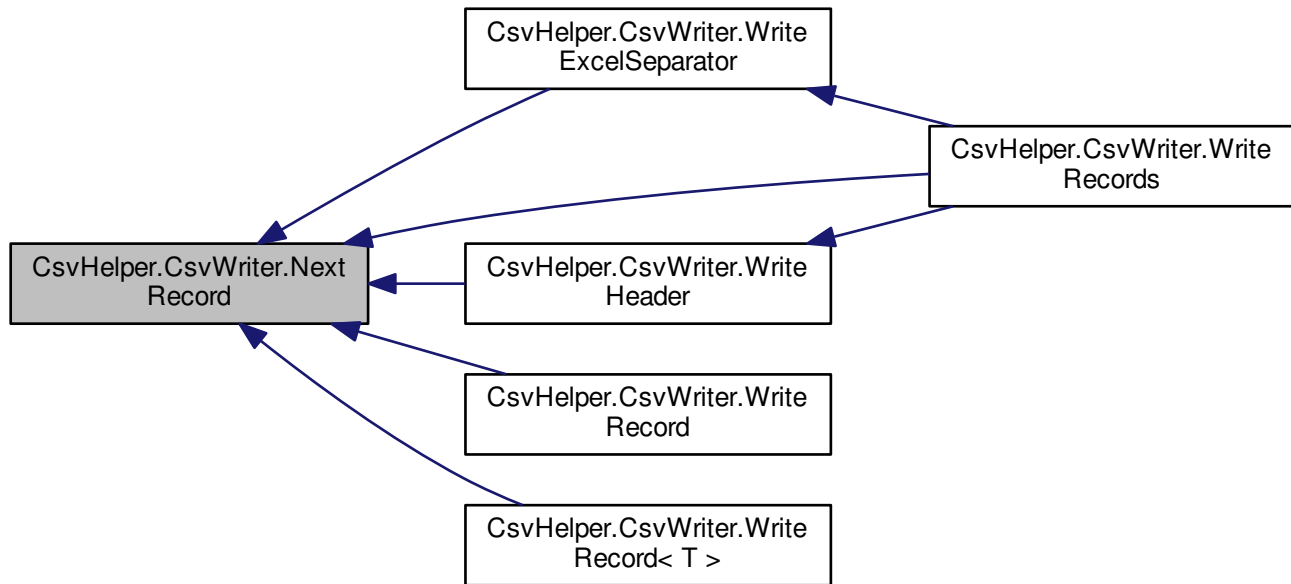 CsvHelper.CsvWriter.Write
ExcelSeparator
CsvHelper.CsvWriter.Write
Records
CsvHelper.CsvWriter.Next
Record
CsvHelper.CsvWriter.Write
Header
CsvHelper.CsvWriter.Write
Record
CsvHelper.CsvWriter.Write
Record< T >